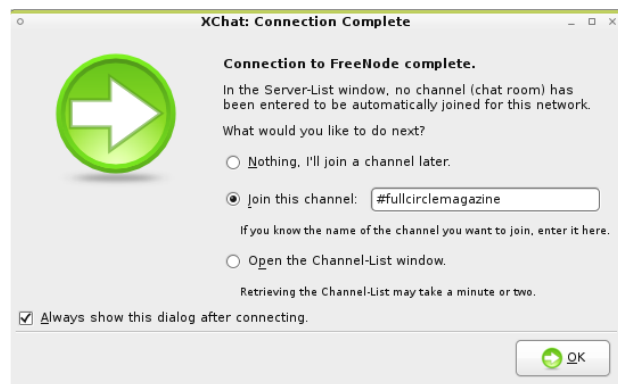 XChat: Connection Complete
Connection to FreeNode complete.
In the Server-List window, no channel (chat room) has
been entered to be automatically joined for this network.
What would you like to do next?
Nothing, I'll join a channel later.
Join this channel: #fullcirclemagazine
If you know the name of the channel you want to join, enter it here.
Open the Channel-List window.
Retrieving the Channel-List may take a minute or two.
Always show this dialog after connecting.
OK